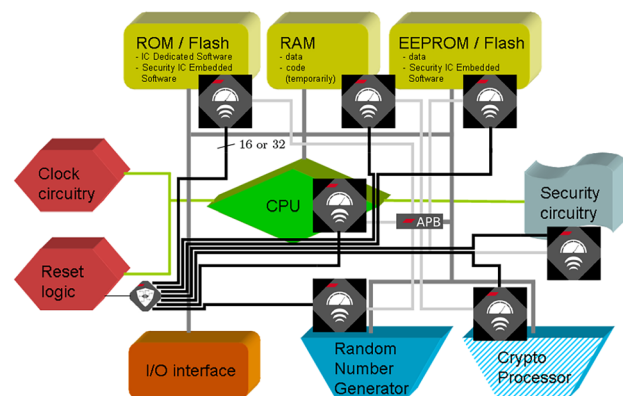 ROM / Flash
- IC Dedicated Software
- Security IC Embedded
Software
RAM
- data
- code
(temporarily)
EEPROM / Flash
- data
- Security IC Embedded
Software
16 or 32
Clock
circuitry
CPU
Security
circuitry
APB
Reset
logic
I/O interface
Random
Number
Generator
Crypto
Processor